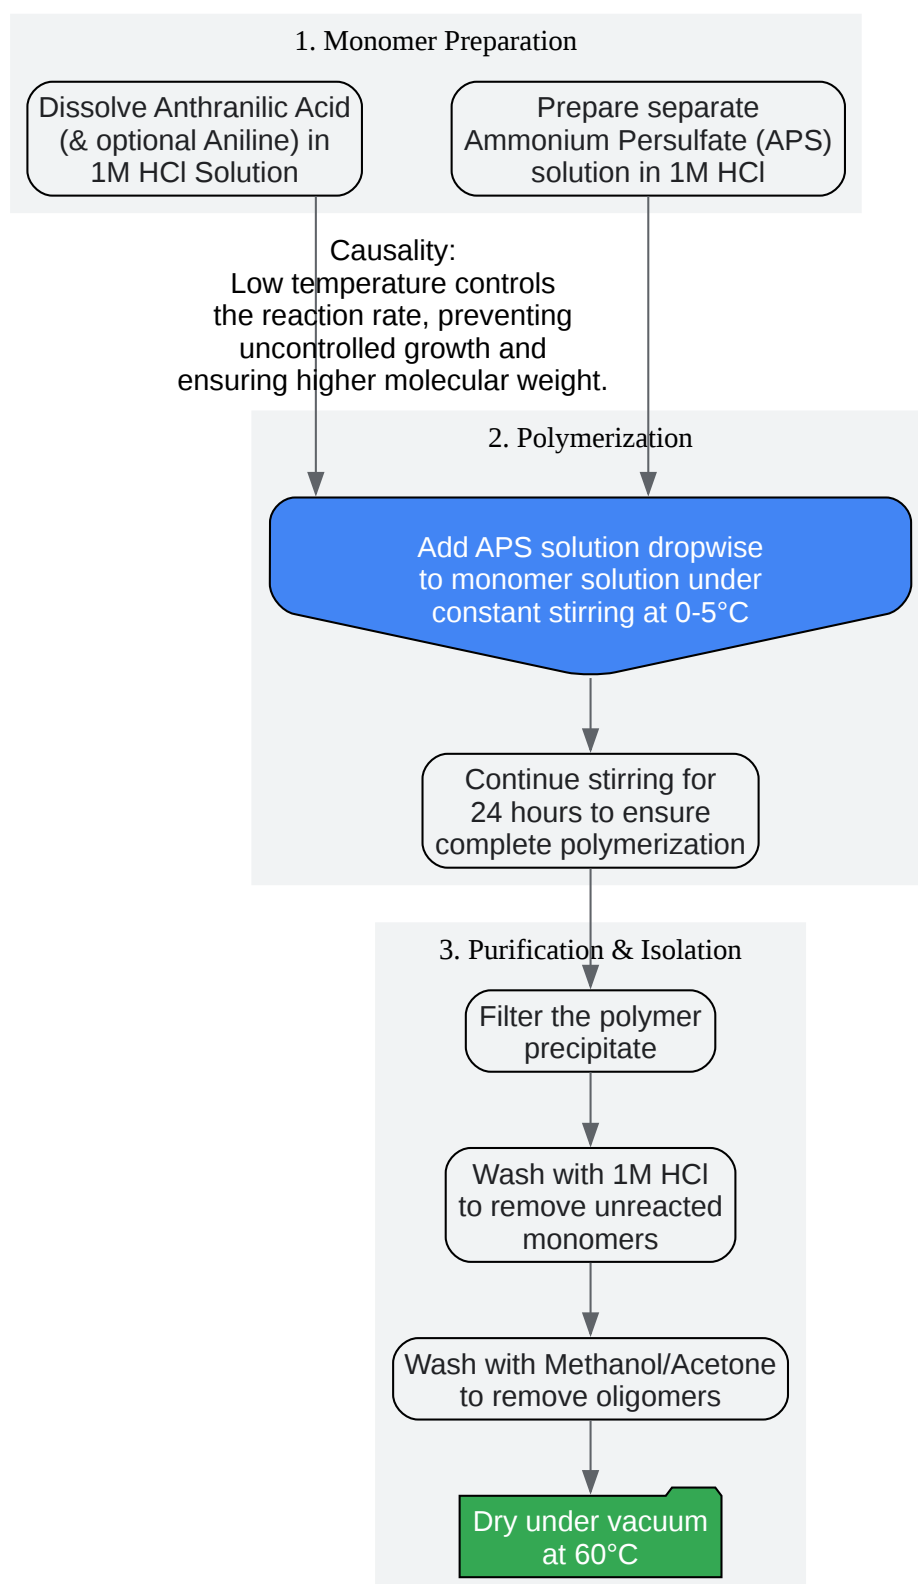 1. Monomer Preparation
Dissolve Anthranilic Acid
(& optional Aniline) in
1M HCl Solution
Prepare separate
Ammonium Persulfate (APS)
solution in 1M HCl
Causality:
Low temperature controls
the reaction rate, preventing
uncontrolled growth and
ensuring higher molecular weight.
2. Polymerization
Add APS solution dropwise
to monomer solution under
constant stirring at 0-5°C
Continue stirring for
24 hours to ensure
complete polymerization
3. Purification & Isolation
Filter the polymer
precipitate
Wash with 1M HCl
to remove unreacted
monomers
Wash with Methanol/Acetone
to remove oligomers
Dry under vacuum
at 60°C